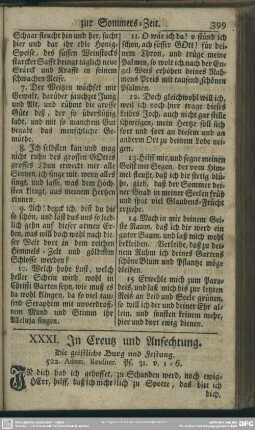 zur Sommers-Zeit. 399
Schaar fleucht hin und her, sucht
hier und dar ihr edle Honig-
Speise, des süssen Weinstocks
starcker Safft bringt täglich neue
Stärck und Krafft in seinem
schwachen Reise.
7. Der Weitzen wächset mit
Gewalt, darüber jauchzet Jung
und Alt, und rühmt die grosse
Güte deß, der so überflüßig
labt, und mit so manchem Gut
begabt das menschliche Ge-
müthe.
8. Ich selbsten kan und mag
nicht ruhn, des grossen GOttes
grosses Thun erweckt mir alle
Sinnen, ich singe mit, wenn alles
singt, und lasse, was dem Höch-
sten klingt, aus meinem Hertzen
rinnen.
9. Ach! denck ich, bist du hie
so schön, und läst dus uns so lieb-
lich gehn auf dieser armen Er-
den, was will doch wohl nach die-
ser Welt dort in dem reichen
Himmels-Zelt und güldnen
Schlosse werden?
10. Welch hohe Lust, welch
heller Schein wird wohl in
Christi Garten seyn, wie muß es
da wohl klingen, da so viel tau-
send Seraphim mit unverdroß-
nem Mund und Stimm ihr
Alleluja singen.
11. O wär ich da! o stünd ich
schon, ach süsser GOtt! für dei-
nem Thron, und trüge meine
Palmen, so wolt ich nach der En-
gel Weis erhöhen deines Nah-
mens Preis mit tausend schönen
Psalmen.
12. Doch gleichwohl will ich,
weil ich noch hier trage dieses
Leibes Joch, auch nicht gar stille
schweigen, mein Hertze soll sich
fort und fort an diesem und an
anderm Ort zu deinem Lobe nei-
gen.
13. Hilff mir, und segne meinen
Geist mit Segen, der vom Him-
mel fleußt, daß ich dir stetig blü-
he, gieb, daß der Sommer dei-
ner Gnad in meiner Seelen früh
und spat viel Glaubens-Frücht
erziehe.
14. Mach in mir deinem Gei-
ste Raum, daß ich dir werd ein
guter Baum, und laß mich wohl
bekleiben. Verleihe, daß zu dei-
nem Ruhm ich deines Gartens
schöne Blum und Pflantze möge
bleiben.
15 Erwehle mich zum Para-
deis, und laß mich biß zur letzten
Reis an Leib und Seele grünen,
so will ich dir und deiner Ehr al-
lein, und sonsten keinem mehr,
hier und dort ewig dienen.
XXXI. In Creutz und Anfechtung.
Die geistliche Burg und Festung.
502. Adam. Reusner. Ps. 31. v. 1 = 6.
IN dich hab ich gehoffet, zu Schanden werd, noch ewig-
HErr, hilff, daß ich nicht lich zu Spotte, das bitt ich
dich,